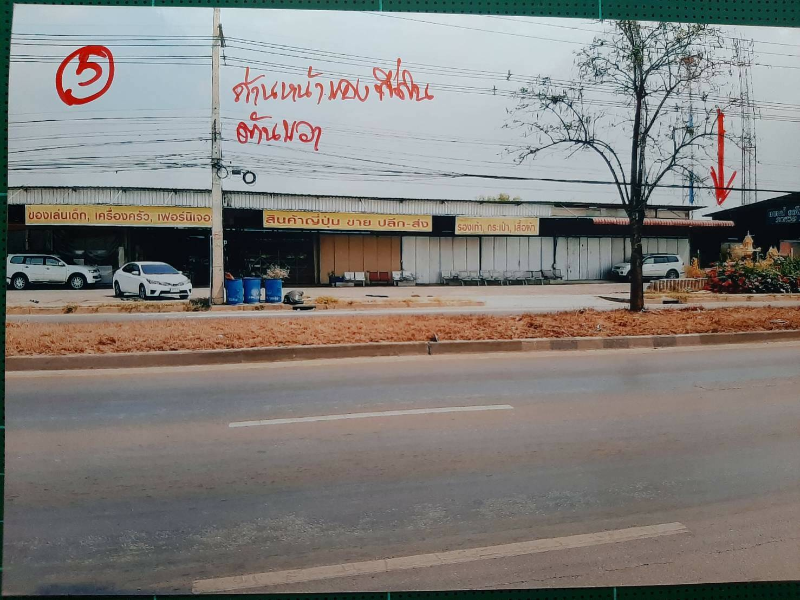 5
ด้านหน้าของที่ดิน
ด้านขวา
ของเล่นเด็ก, เครื่องครัว, เฟอร์นิเจอ
สินค้าญี่ปุ่น ขาย ปลีก-ส่ง
รองเท้า, กระเป๋า, เสื้อผ้า